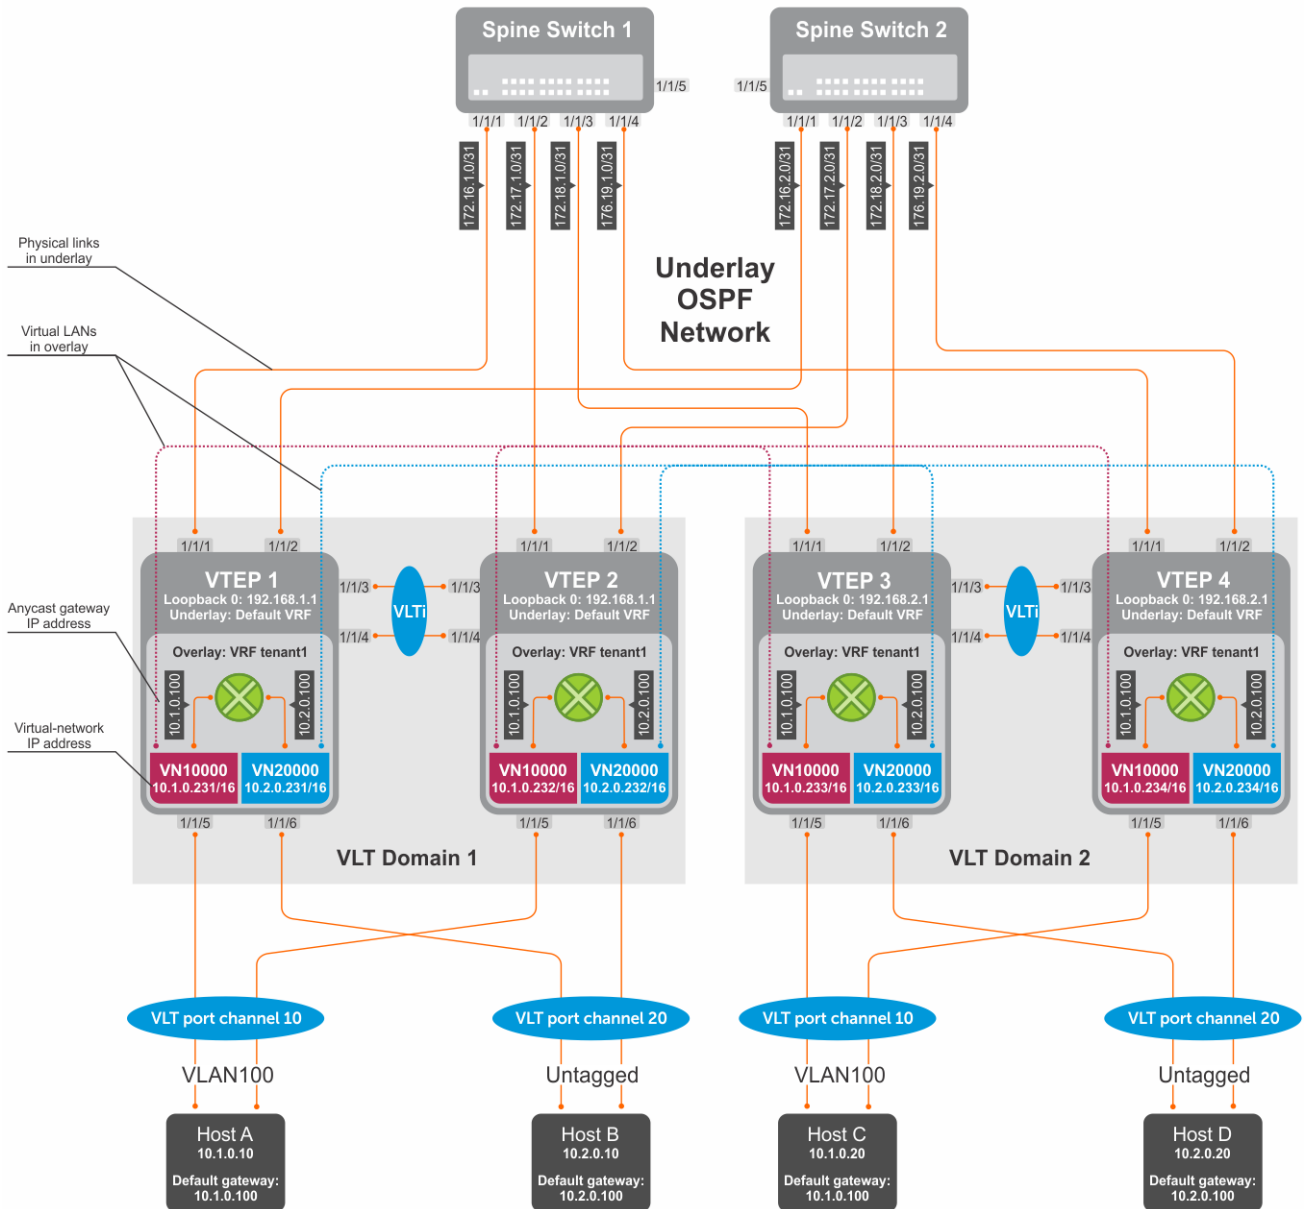 Spine Switch 1
Spine Switch 2
1/1/5
1/1/5
1/1/1
1/1/2
1/1/3
1/1/4
1/1/1
1/1/2
1/1/3
1/1/4
172.16.1.0/31
172.17.1.0/31
172.18.1.0/31
176.19.1.0/31
172.16.2.0/31
172.17.2.0/31
172.18.2.0/31
176.19.2.0/31
Physical links
in underlay
Underlay
OSPF
Network
Virtual LANs
in overlay
1/1/1
1/1/2
1/1/1
1/1/2
1/1/1
1/1/2
1/1/1
1/1/2
VTEP 1
Loopback 0: 192.168.1.1
Underlay: Default VRF
1/1/3
1/1/4
VLTi
1/1/3
1/1/4
VTEP 2
Loopback 0: 192.168.1.1
Underlay: Default VRF
VTEP 3
Loopback 0: 192.168.2.1
Underlay: Default VRF
1/1/3
1/1/4
VLTi
1/1/3
1/1/4
VTEP 4
Loopback 0: 192.168.2.1
Underlay: Default VRF
Anycast gateway
IP address
Overlay: VRF tenant1
Overlay: VRF tenant1
Overlay: VRF tenant1
Overlay: VRF tenant1
10.1.0.100
10.2.0.100
10.1.0.100
10.2.0.100
10.1.0.100
10.2.0.100
10.1.0.100
10.2.0.100
Virtual-network
IP address
VN10000
10.1.0.231/16
VN20000
10.2.0.231/16
VN10000
10.1.0.232/16
VN20000
10.2.0.232/16
VN10000
10.1.0.233/16
VN20000
10.2.0.233/16
VN10000
10.1.0.234/16
VN20000
10.2.0.234/16
1/1/5
1/1/6
1/1/5
1/1/6
1/1/5
1/1/6
1/1/5
1/1/6
VLT Domain 1
VLT Domain 2
VLT port channel 10
VLT port channel 20
VLT port channel 10
VLT port channel 20
VLAN100
Untagged
VLAN100
Untagged
Host A
10.1.0.10
Default gateway:
10.1.0.100
Host B
10.2.0.10
Default gateway:
10.2.0.100
Host C
10.1.0.20
Default gateway:
10.1.0.100
Host D
10.2.0.20
Default gateway:
10.2.0.100